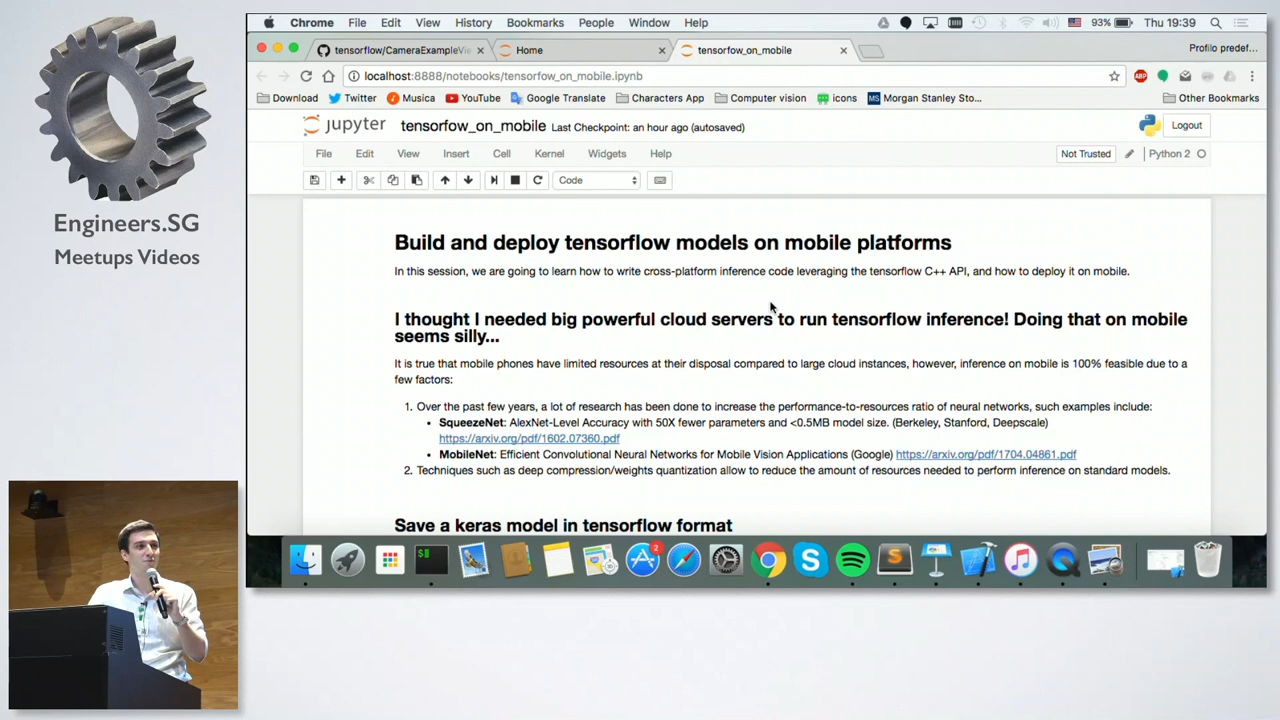 Engineers.SG
Meetups Videos
Chrome File Edit View History Bookmarks People Window Help 93% Thu 19:39
tensorflow/CameraExampleVie Home tensorfow_on_mobile Profilo predef...
localhost:8888/notebooks/tensorfow_on_mobile.ipynb ABP
Download Twitter Musica YouTube Google Translate Characters App Computer vision icons MS Morgan Stanley Sto... Other Bookmarks
jupyter tensorfow_on_mobile Last Checkpoint: an hour ago (autosaved) Logout
File Edit View Insert Cell Kernel Widgets Help Not Trusted Python 2
Code
Build and deploy tensorflow models on mobile platforms
In this session, we are going to learn how to write cross-platform inference code leveraging the tensorflow C++ API, and how to deploy it on mobile.
I thought I needed big powerful cloud servers to run tensorflow inference! Doing that on mobile
seems silly...
It is true that mobile phones have limited resources at their disposal compared to large cloud instances, however, inference on mobile is 100% feasible due to a
few factors:
1. Over the past few years, a lot of research has been done to increase the performance-to-resources ratio of neural networks, such examples include:
• SqueezeNet: AlexNet-Level Accuracy with 50X fewer parameters and <0.5MB model size. (Berkeley, Stanford, Deepscale)
https://arxiv.org/pdf/1602.07360.pdf
• MobileNet: Efficient Convolutional Neural Networks for Mobile Vision Applications (Google) https://arxiv.org/pdf/1704.04861.pdf
2. Techniques such as deep compression/weights quantization allow to reduce the amount of resources needed to perform inference on standard models.
Save a keras model in tensorflow format
$ 2 S S